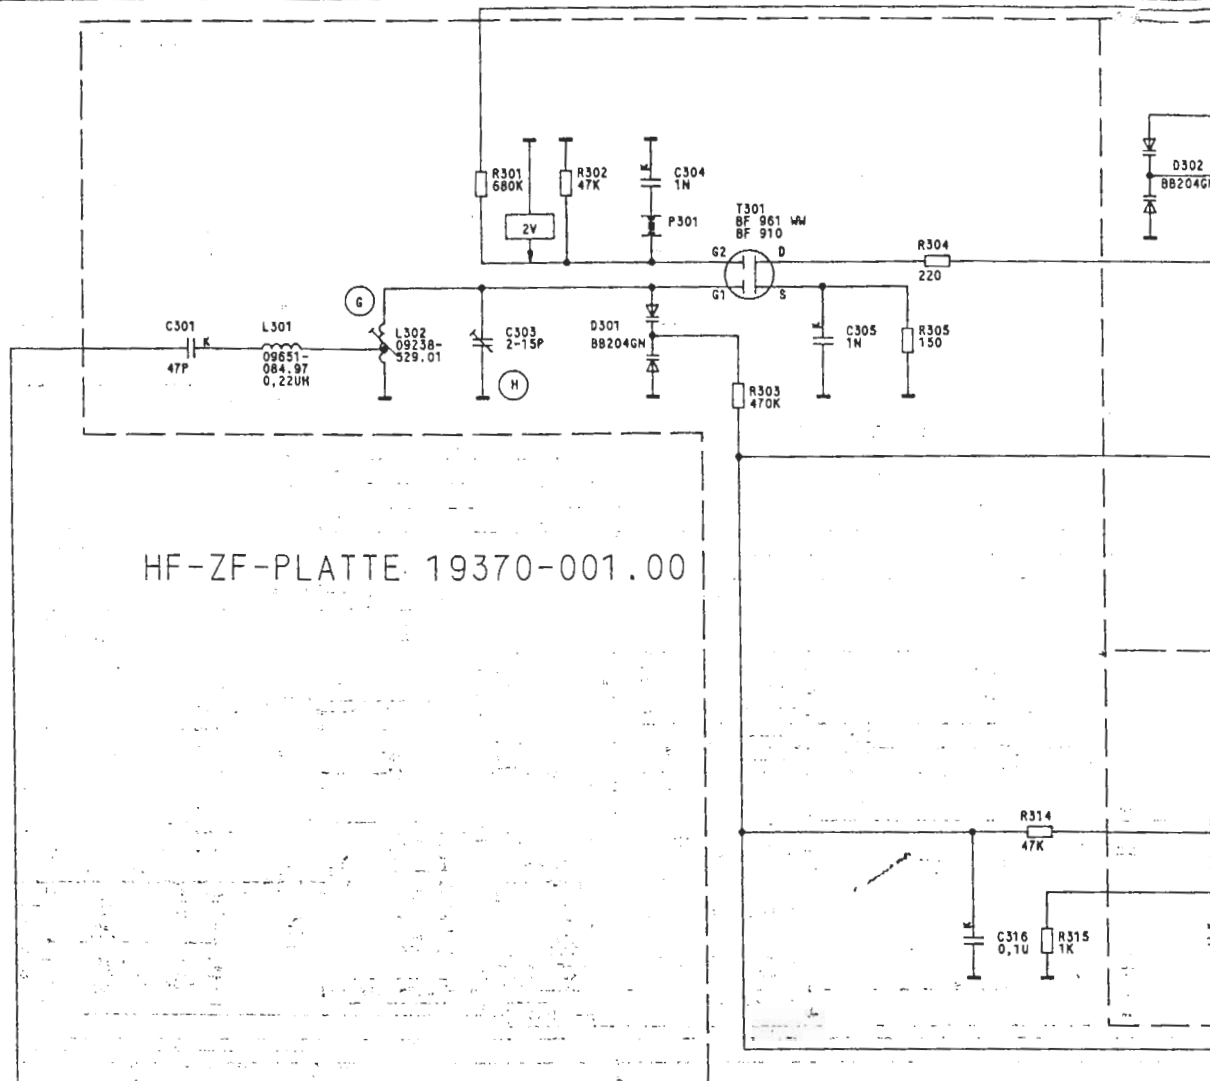 R301
680K
R302
47K
K
C304
1N
P301
2V
T301
BF 961 WW
BF 910
G2
D
G1
S
R304
220
D302
BB204G
G
C301
K
47P
L301
09651-
084.97
0,22UH
L302
09238-
529.01
C303
2-15P
H
D301
BB204GN
K
C305
1N
R305
150
R303
470K
HF-ZF-PLATTE 19370-001.00
R314
47K
K
C316
0,1U
R315
1K